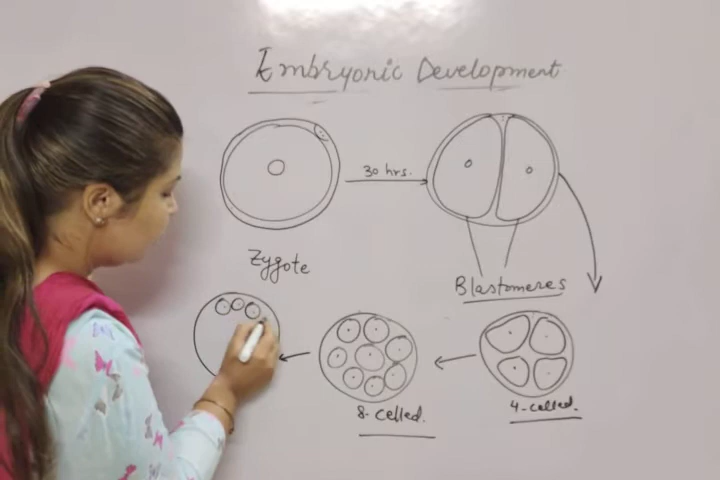 Embryonic Development
30 hrs.
Zygote
Blastomeres
8-celled.
4-celled.